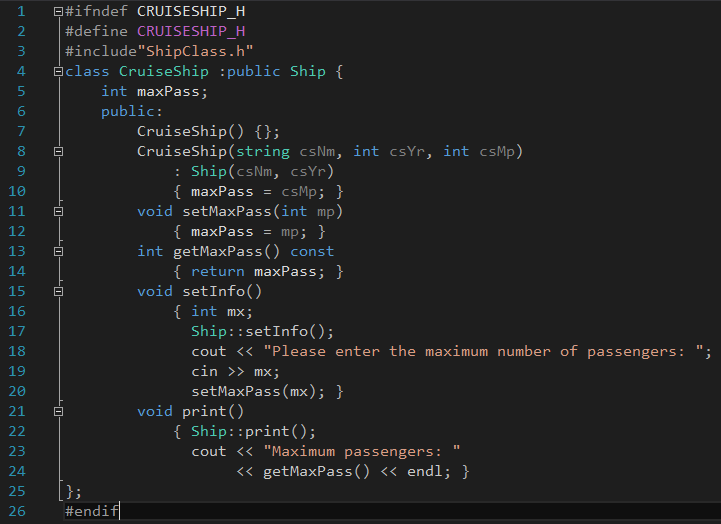 1 #ifndef CRUISESHIP_H
2 #define CRUISESHIP_H
3 #include"ShipClass.h"
4 class CruiseShip :public Ship {
5 int maxPass;
6 public:
7 CruiseShip() {};
8 CruiseShip(string csNm, int csYr, int csMp)
9 : Ship(csNm, csYr)
10 { maxPass = csMp; }
11 void setMaxPass(int mp)
12 { maxPass = mp; }
13 int getMaxPass() const
14 { return maxPass; }
15 void setInfo()
16 { int mx;
17 Ship::setInfo();
18 cout << "Please enter the maximum number of passengers: ";
19 cin >> mx;
20 setMaxPass(mx); }
21 void print()
22 { Ship::print();
23 cout << "Maximum passengers: "
24 << getMaxPass() << endl; }
25 };
26 #endif